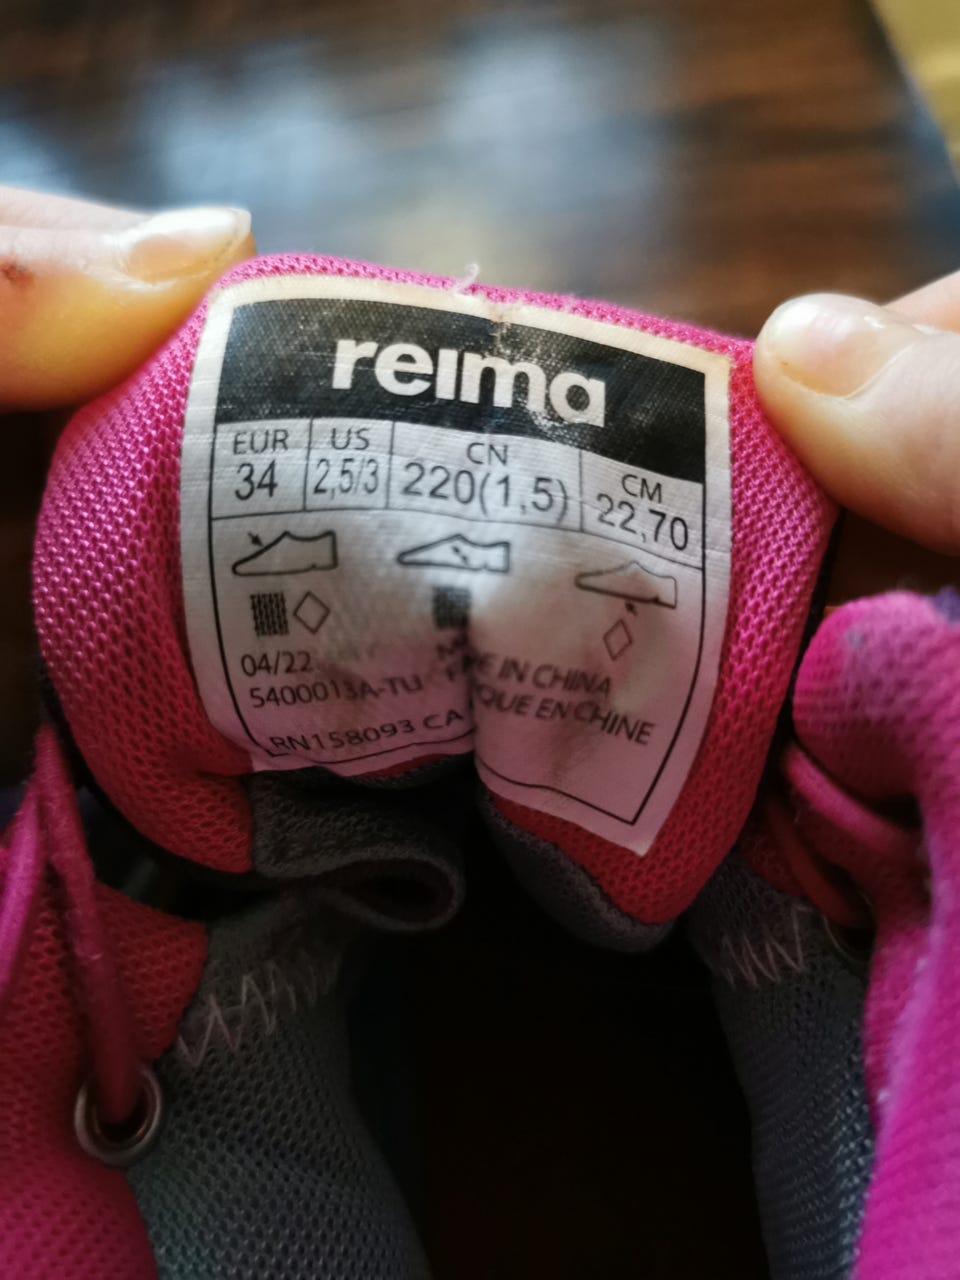 reima
EUR US CN CM
34 2,5/3 220(1,5) 22,70
04/22
5400013A-TU
E IN CHINA
QUE EN CHINE
RN158093 CA